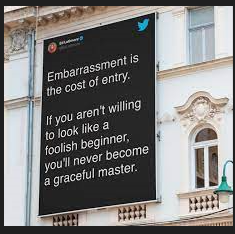 Embarrassment is
the cost of entry.
If you aren't willing
to look like a
foolish beginner,
you'll never become
a graceful master.